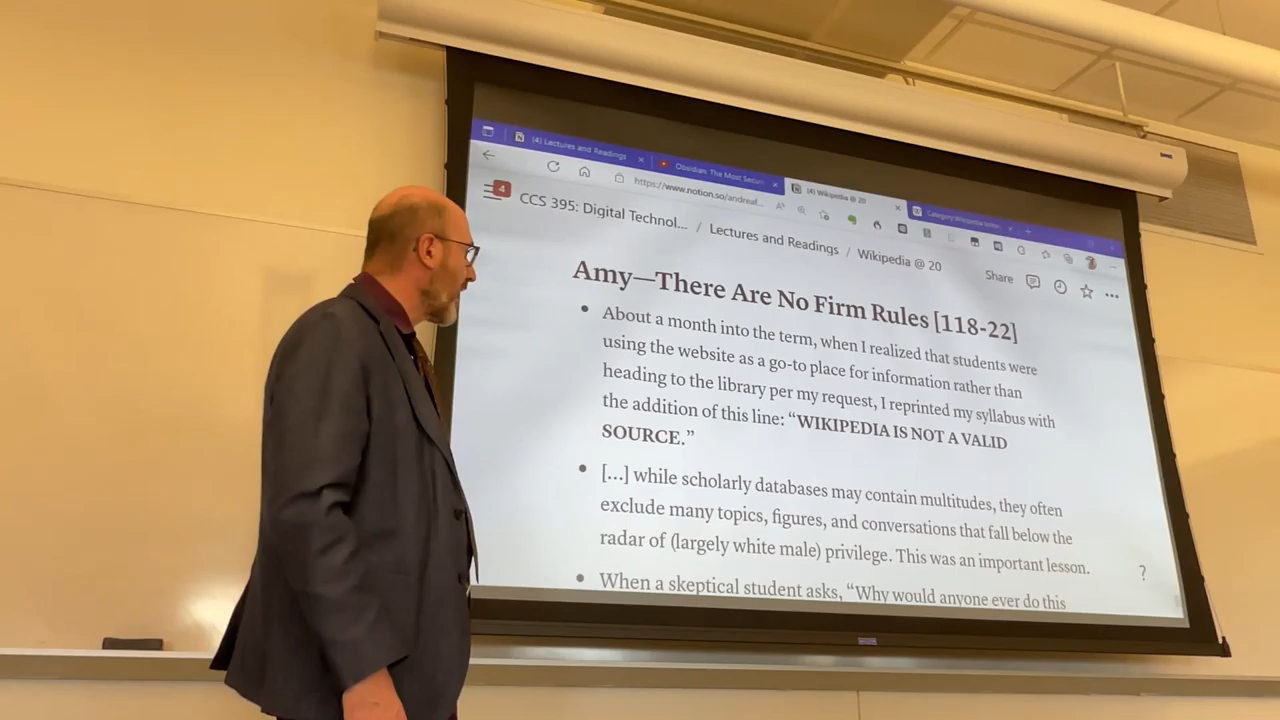 (4) Lectures and Readings
Obsidian: The Most Secur
(4) Wikipedia @ 20
Category:Wikipedia
https://www.notion.so/andreaf...
4
CCS 395: Digital Technol... / Lectures and Readings / Wikipedia @ 20
Share
Amy—There Are No Firm Rules [118-22]
• About a month into the term, when I realized that students were
using the website as a go-to place for information rather than
heading to the library per my request, I reprinted my syllabus with
the addition of this line: “WIKIPEDIA IS NOT A VALID
SOURCE.”
• [...] while scholarly databases may contain multitudes, they often
exclude many topics, figures, and conversations that fall below the
radar of (largely white male) privilege. This was an important lesson.
• When a skeptical student asks, “Why would anyone ever do this
?